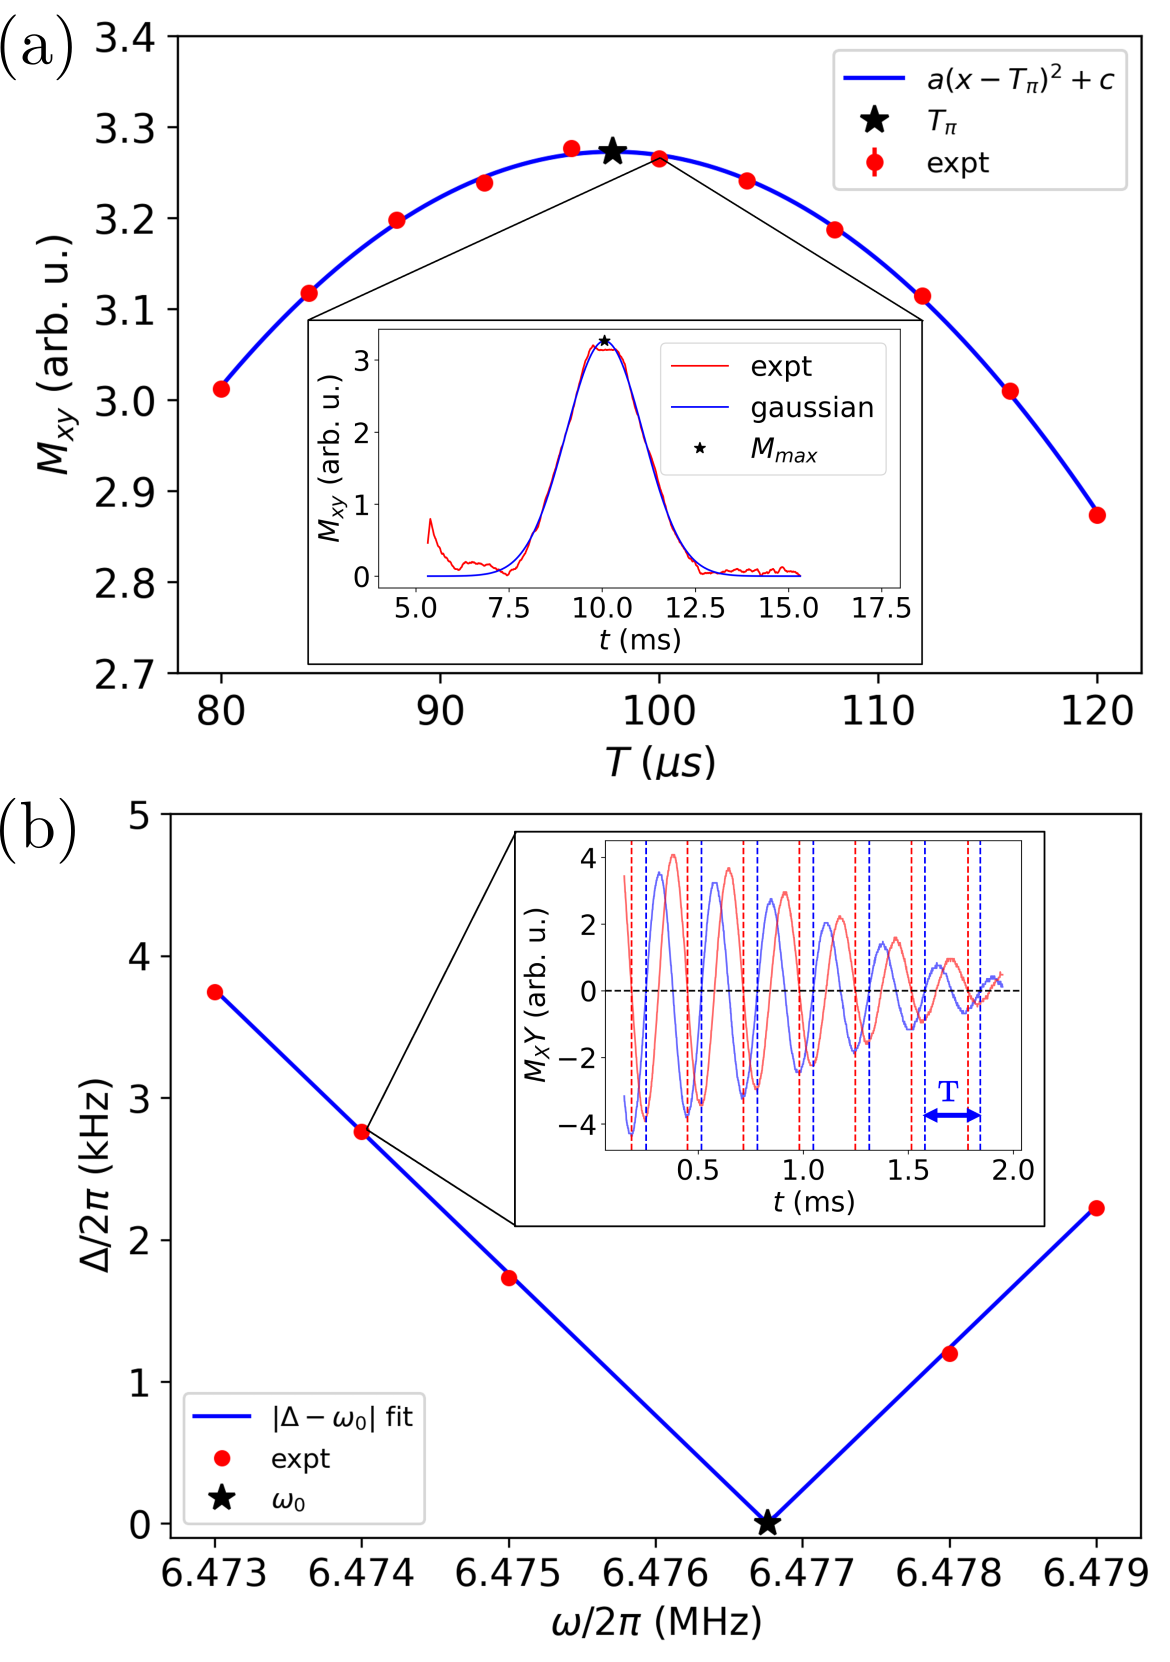 (a)
3.4
3.3
3.2
3.1
3.0
2.9
2.8
2.7
M_xy (arb. u.)
a(x − T_π)² + c
T_π
expt
3
2
1
0
M_xy (arb. u.)
expt
gaussian
M_max
5.0 7.5 10.0 12.5 15.0 17.5
t (ms)
80 90 100 110 120
T (μs)
(b)
5
4
3
2
1
0
Δ/2π (kHz)
4
2
0
−2
−4
M_XY (arb. u.)
T
0.5 1.0 1.5 2.0
t (ms)
|Δ − ω₀| fit
expt
ω₀
6.473 6.474 6.475 6.476 6.477 6.478 6.479
ω/2π (MHz)